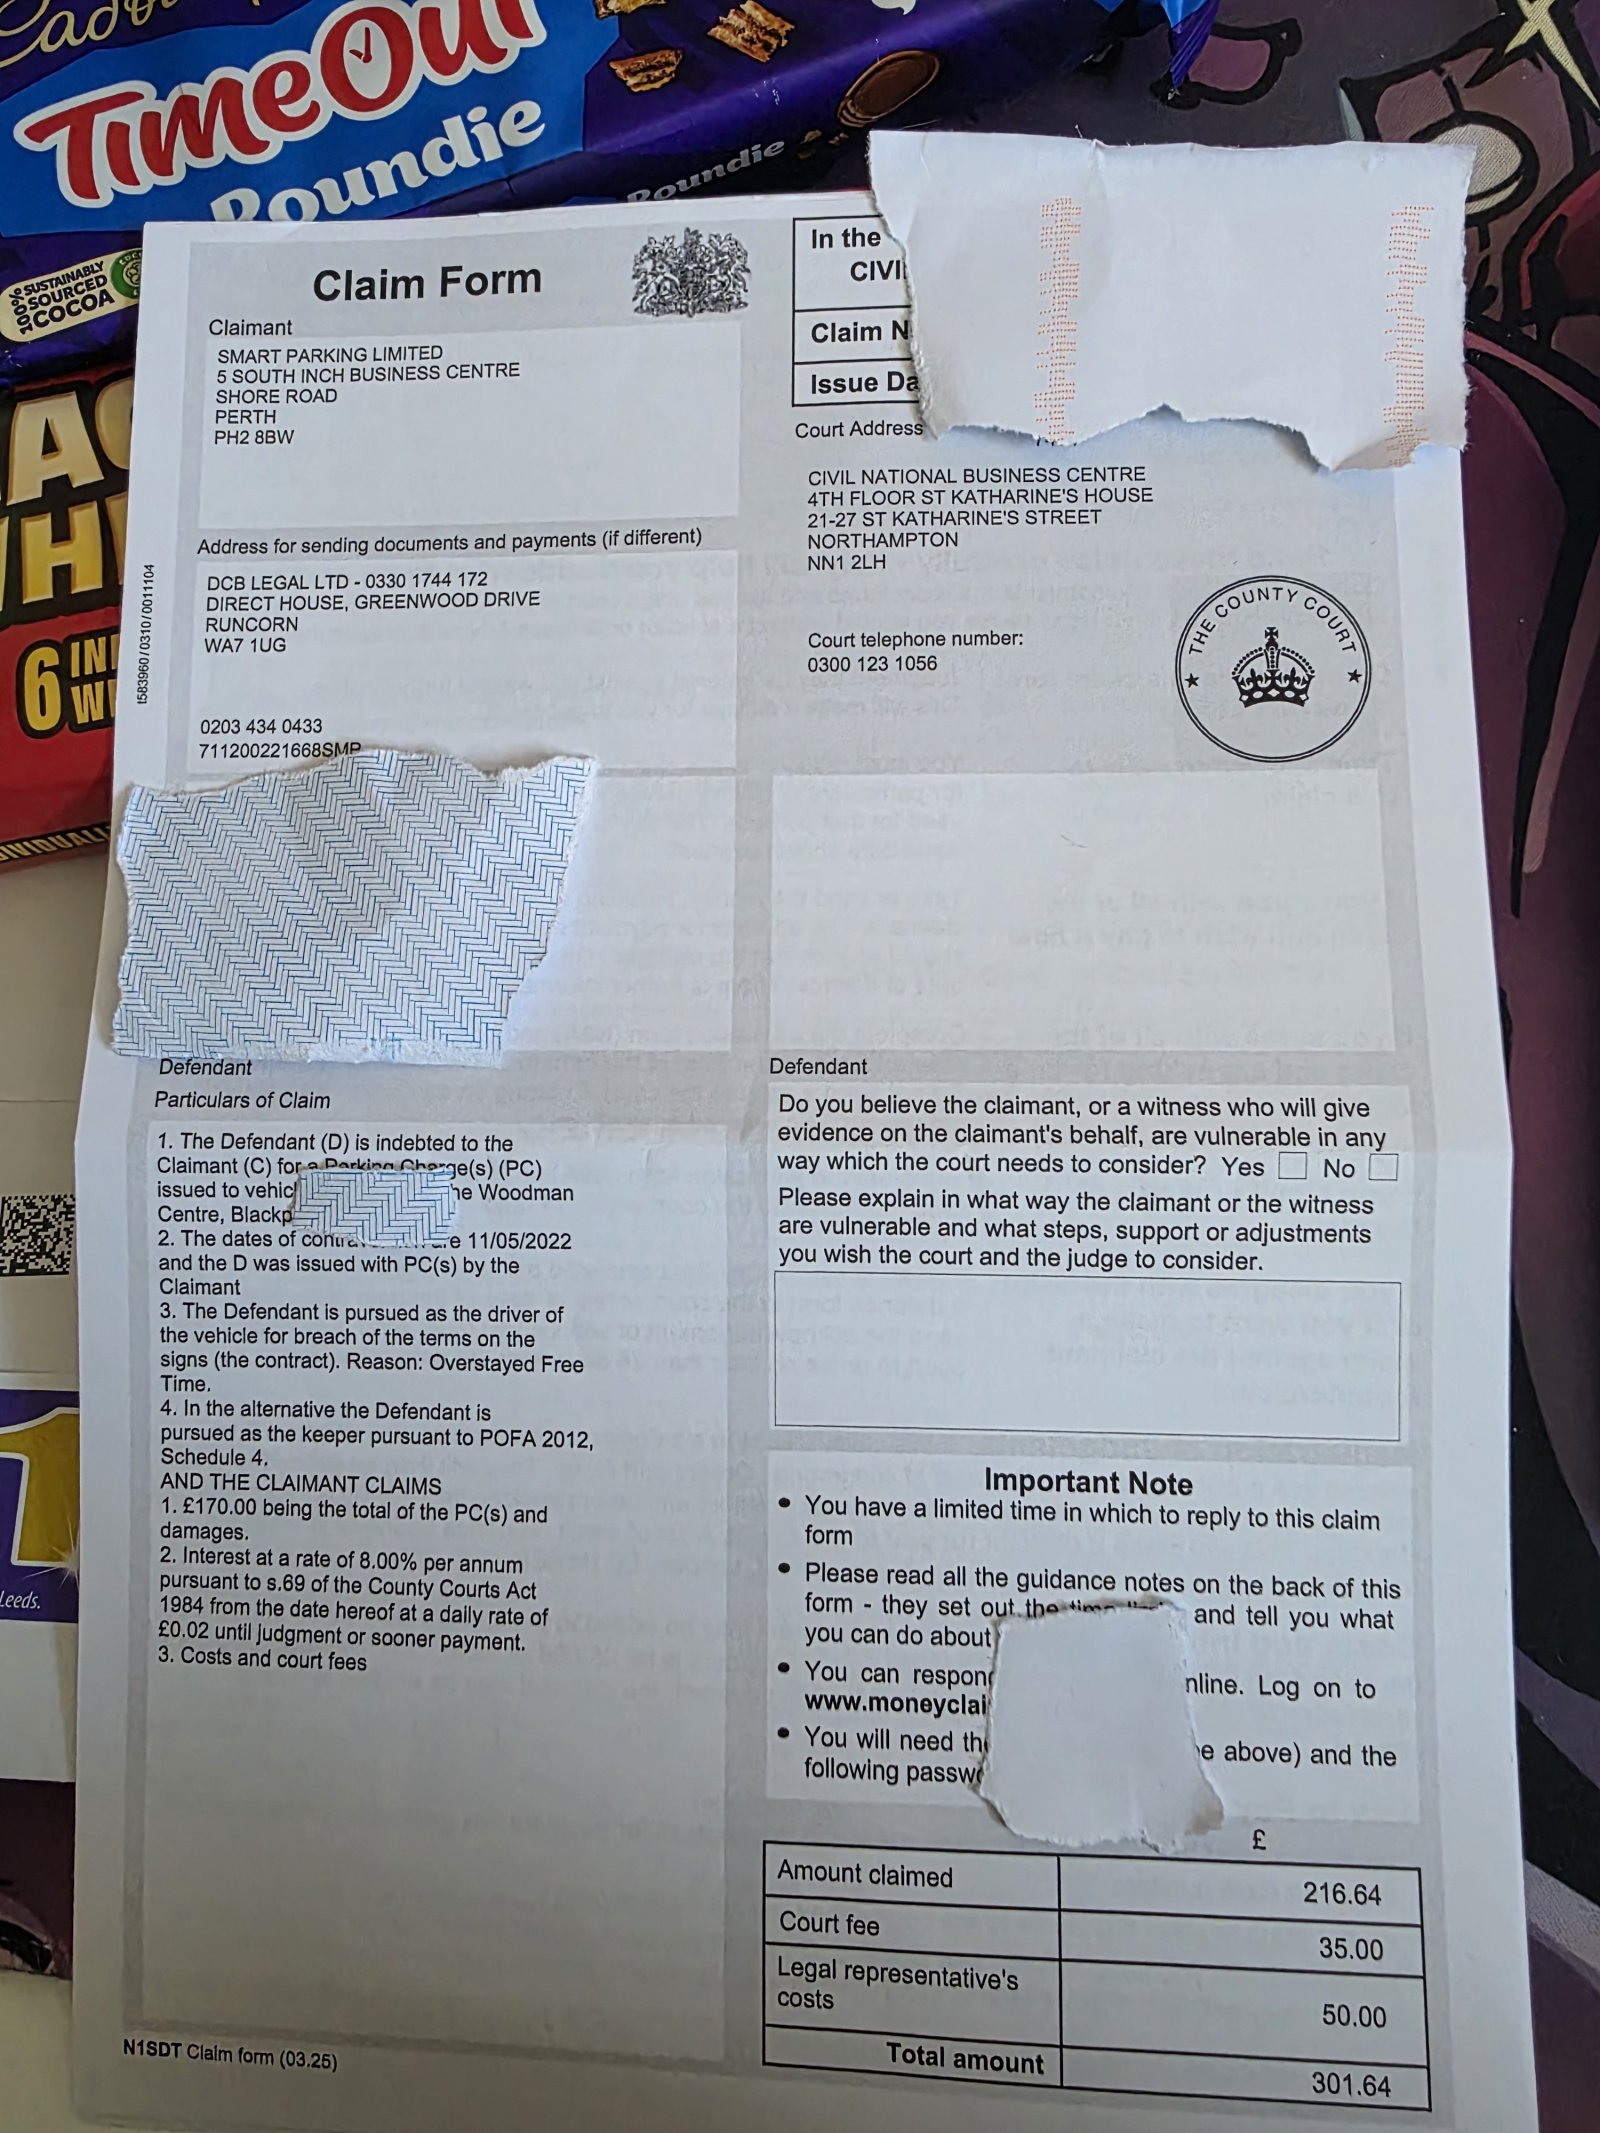 Cadb
TimeOut
Roundie
Roundie
100% SUSTAINABLY
SOURCED
COCOA
6 IN
WI
Leeds.
Claim Form
In the
CIVI
Claim N
Issue Da
Claimant
SMART PARKING LIMITED
5 SOUTH INCH BUSINESS CENTRE
SHORE ROAD
PERTH
PH2 8BW
Court Address
CIVIL NATIONAL BUSINESS CENTRE
4TH FLOOR ST KATHARINE'S HOUSE
21-27 ST KATHARINE'S STREET
NORTHAMPTON
NN1 2LH
Address for sending documents and payments (if different)
DCB LEGAL LTD - 0330 1744 172
DIRECT HOUSE, GREENWOOD DRIVE
RUNCORN
WA7 1UG
Court telephone number:
0300 123 1056
THE COUNTY COURT
0203 434 0433
711200221668SMP
t583960/0310/0011104
Defendant
Defendant
Particulars of Claim
1. The Defendant (D) is indebted to the
Claimant (C) for a Parking Charge(s) (PC)
issued to vehicl he Woodman
Centre, Blackp
2. The dates of contra e 11/05/2022
and the D was issued with PC(s) by the
Claimant
3. The Defendant is pursued as the driver of
the vehicle for breach of the terms on the
signs (the contract). Reason: Overstayed Free
Time.
4. In the alternative the Defendant is
pursued as the keeper pursuant to POFA 2012,
Schedule 4.
AND THE CLAIMANT CLAIMS
1. £170.00 being the total of the PC(s) and
damages.
2. Interest at a rate of 8.00% per annum
pursuant to s.69 of the County Courts Act
1984 from the date hereof at a daily rate of
£0.02 until judgment or sooner payment.
3. Costs and court fees
Do you believe the claimant, or a witness who will give
evidence on the claimant's behalf, are vulnerable in any
way which the court needs to consider? Yes No
Please explain in what way the claimant or the witness
are vulnerable and what steps, support or adjustments
you wish the court and the judge to consider.
Important Note
• You have a limited time in which to reply to this claim
form
• Please read all the guidance notes on the back of this
form - they set out the time and tell you what
you can do about
• You can respon nline. Log on to
www.moneyclai
• You will need th e above) and the
following passwo
£
Amount claimed 216.64
Court fee 35.00
Legal representative's
costs 50.00
Total amount 301.64
N1SDT Claim form (03.25)